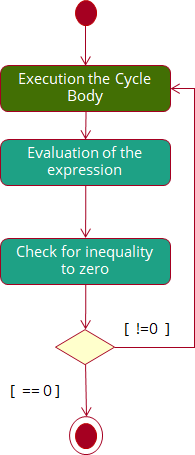 Execution the Cycle
Body
Evaluation of the
expression
Check for inequality
to zero
[ !=0 ]
[ == 0 ]